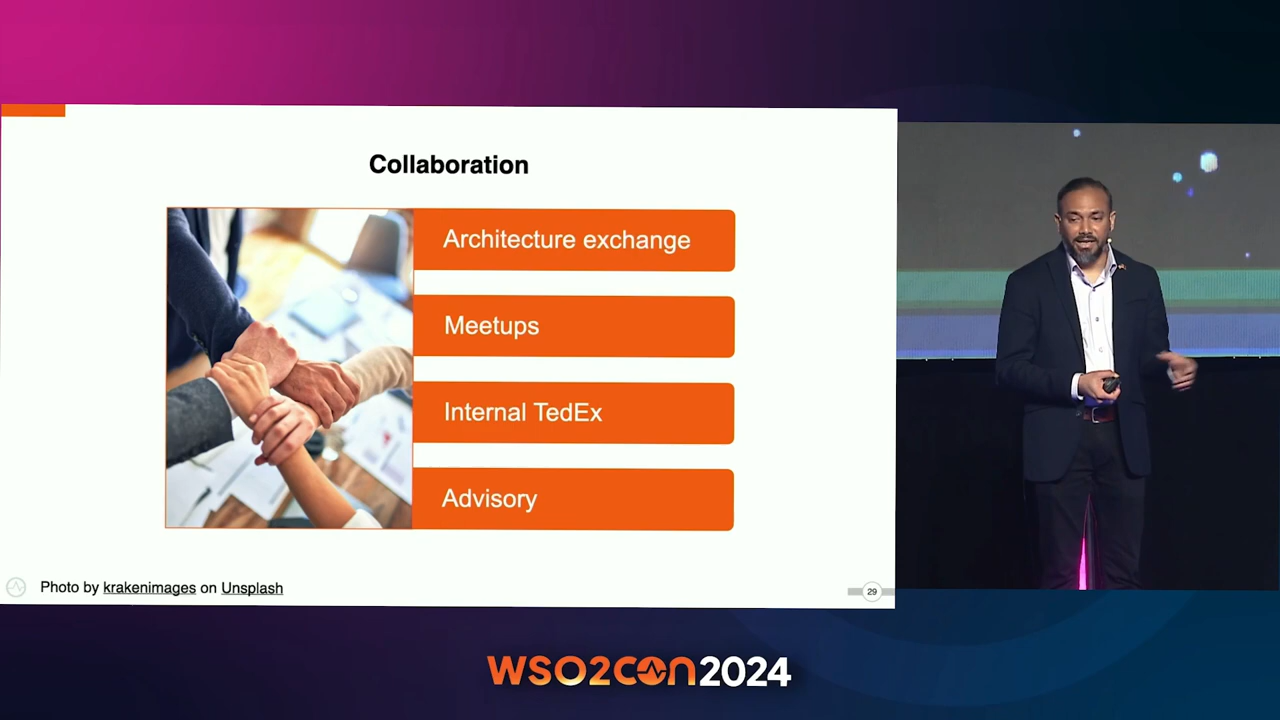 Collaboration
Architecture exchange
Meetups
Internal TedEx
Advisory
Photo by krakenimages on Unsplash
29
WSO2CON2024